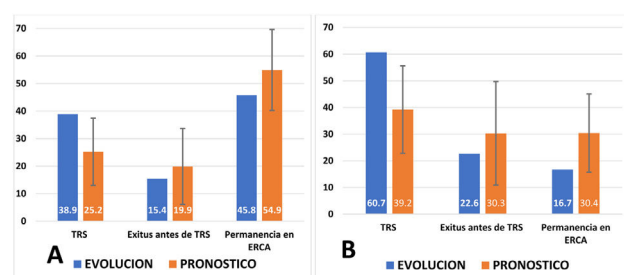 70
60
50
40
30
20
10
0
38.9 25.2 15.4 19.9 45.8 54.9
TRS Exitus antes de TRS Permanencia en
ERCA
A
EVOLUCION PRONOSTICO
B
70
60
50
40
30
20
10
0
60.7 39.2 22.6 30.3 16.7 30.4
TRS Exitus antes de TRS Permanencia en
ERCA
EVOLUCION PRONOSTICO